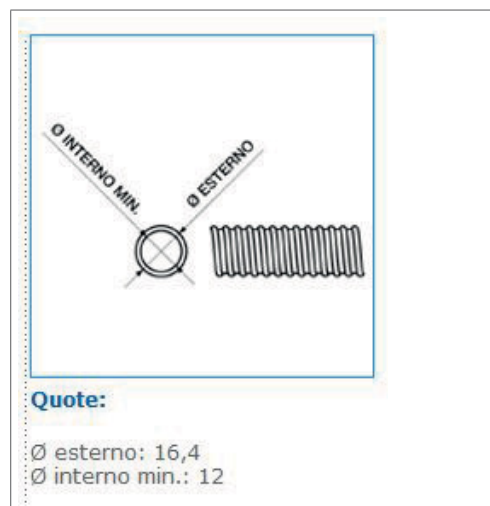 Ø INTERNO MIN.
Ø ESTERNO
Quote:
Ø esterno: 16,4
Ø interno min.: 12